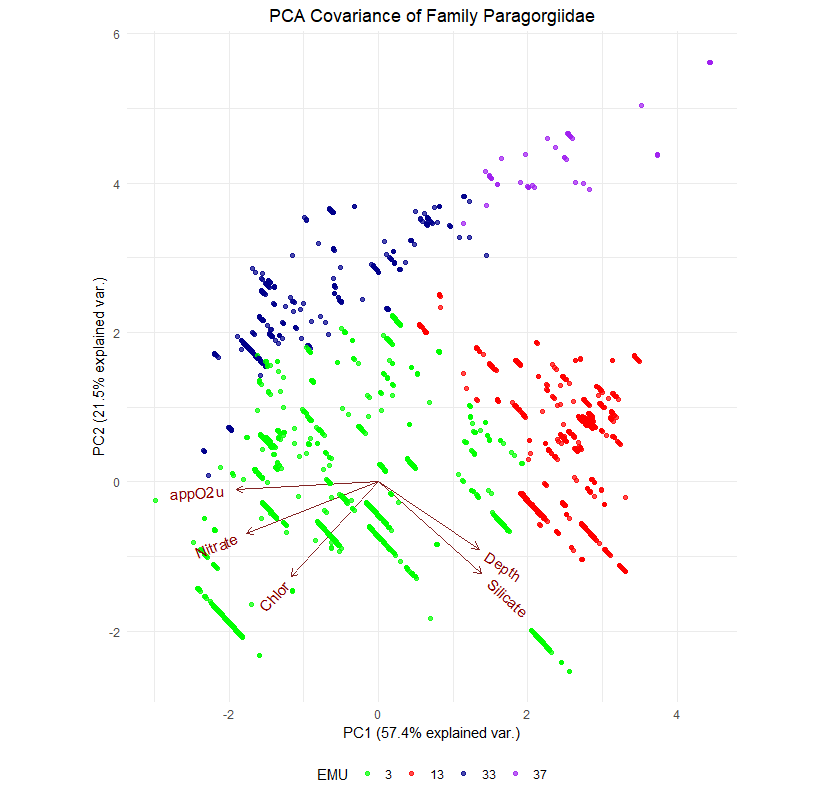 PCA Covariance of Family Paragorgiidae
6
4
2
0
-2
PC2 (21.5% explained var.)
appO2u
Nitrate
Chlor
Depth
Silicate
-2 0 2 4
PC1 (57.4% explained var.)
EMU 3 13 33 37